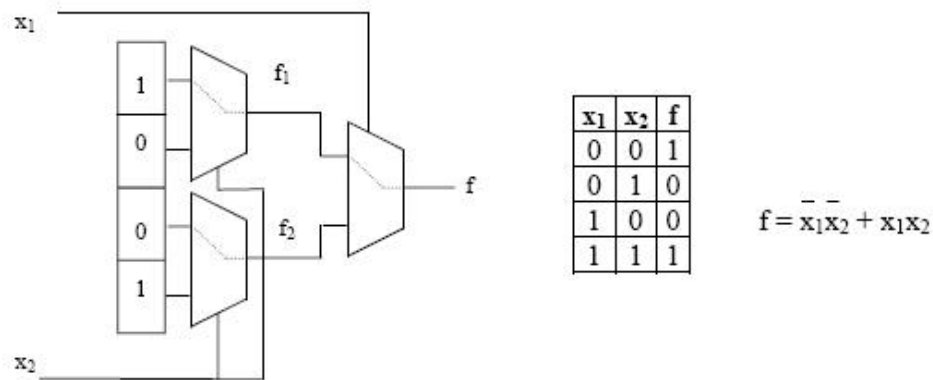 x₁
1
0
0
1
f₁
f₂
f
x₂
x₁ x₂ f
0 0 1
0 1 0
1 0 0
1 1 1
f = x̄₁x̄₂ + x₁x₂